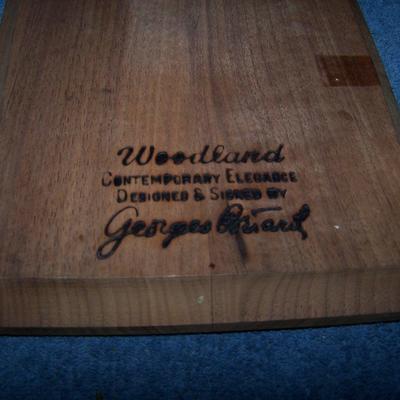 Woodland
CONTEMPORARY ELEGANCE
DESIGNED & SIGNED BY
Georges Briard